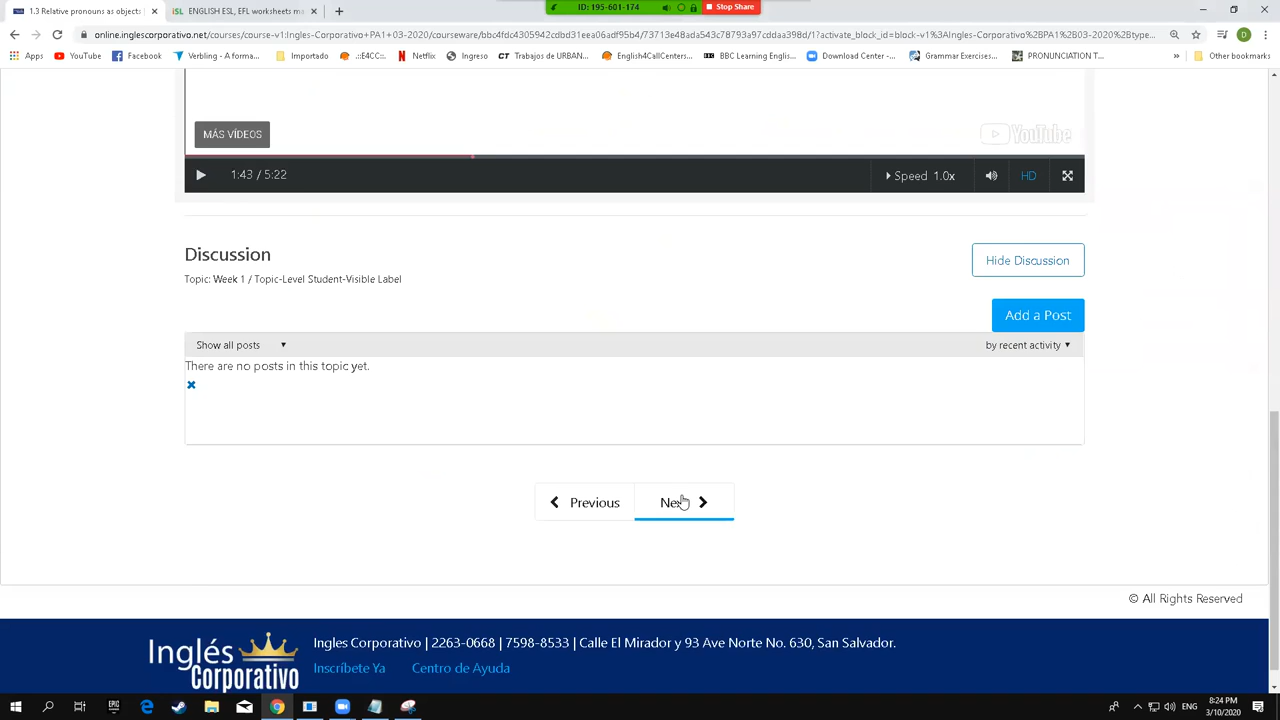 1.3 Relative pronouns as objects
ENGLISH ESL, EFL worksheets m
ID: 195-601-174
Stop Share
online.inglescorporativo.net/courses/course-v1:Ingles-Corporativo+PA1+03-2020/courseware/bbc4fdc4305942cdbd31eea06adf95b4/73713e48ada543c78793a97cddaa398d/1?activate_block_id=block-v1%3AIngles-Corporativo%2BPA1%2B03-2020%2Btype...
D
Apps
YouTube
Facebook
Verbling - A forma...
Importado
.::E4CC::.
Netflix
Ingreso
CT Trabajos de URBAN...
English4CallCenters...
BBC Learning Englis...
Download Center -...
Grammar Exercises...
PRONUNCIATION T...
»
Other bookmarks
MÁS VÍDEOS
YouTube
1:43 / 5:22
Speed 1.0x
HD
Discussion
Hide Discussion
Topic: Week 1 / Topic-Level Student-Visible Label
Add a Post
Show all posts
by recent activity
There are no posts in this topic yet.
Previous
Next
© All Rights Reserved
Inglés Corporativo
Ingles Corporativo | 2263-0668 | 7598-8533 | Calle El Mirador y 93 Ave Norte No. 630, San Salvador.
Inscríbete Ya
Centro de Ayuda
ENG
8:24 PM
3/10/2020